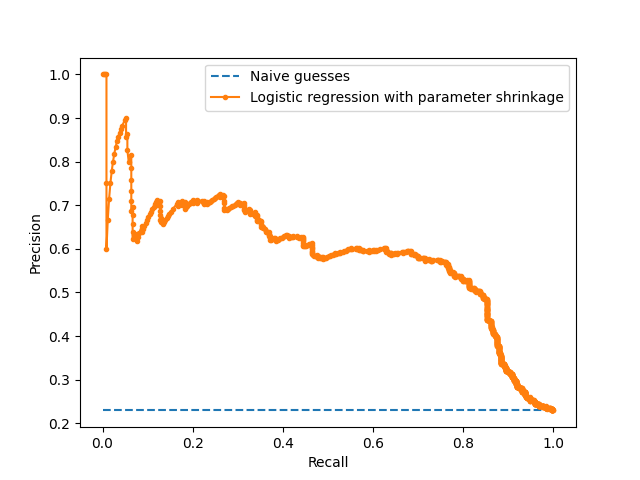 Naive guesses
Logistic regression with parameter shrinkage
1.0
0.9
0.8
0.7
0.6
0.5
0.4
0.3
0.2
Precision
0.0 0.2 0.4 0.6 0.8 1.0
Recall